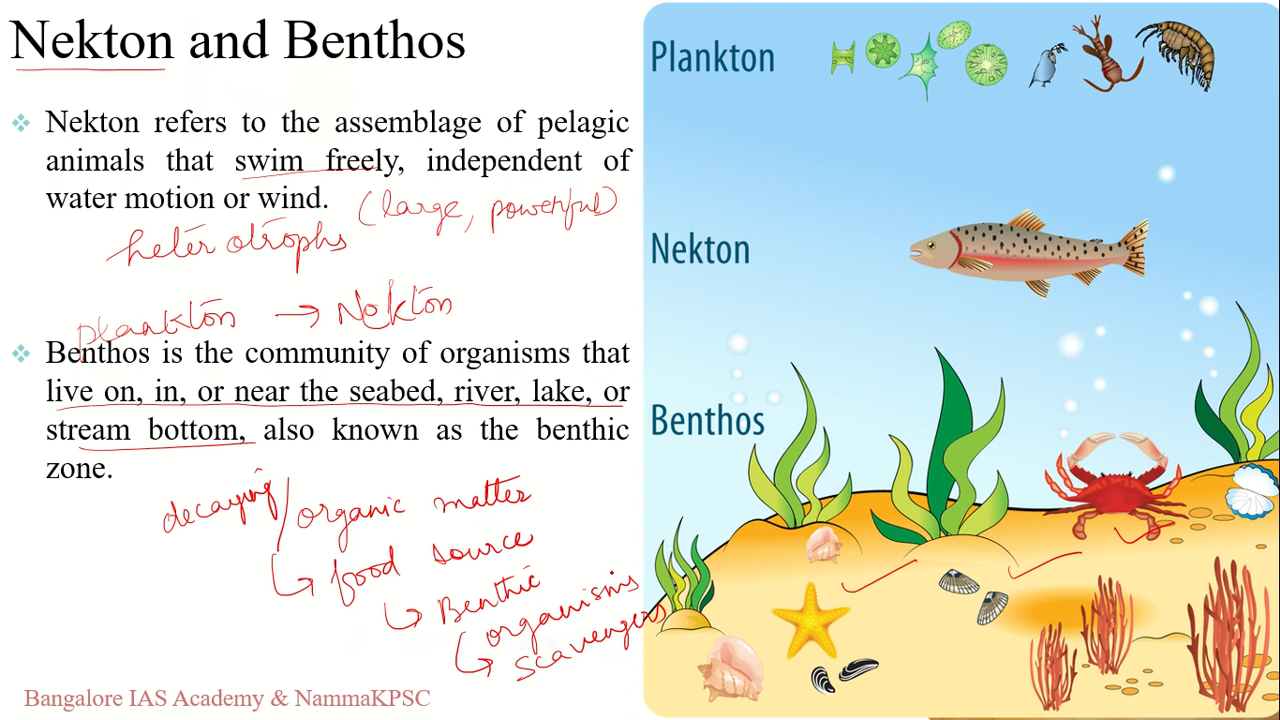 Nekton and Benthos
❖ Nekton refers to the assemblage of pelagic
animals that swim freely, independent of
water motion or wind.
(large, powerful)
heterotrophs
Plankton → Nekton
❖ Benthos is the community of organisms that
live on, in, or near the seabed, river, lake, or
stream bottom, also known as the benthic
zone.
decaying / organic matter
↳ food source
↳ Benthic
organisms
↳ scavengers
Bangalore IAS Academy & NammaKPSC
Plankton
Nekton
Benthos